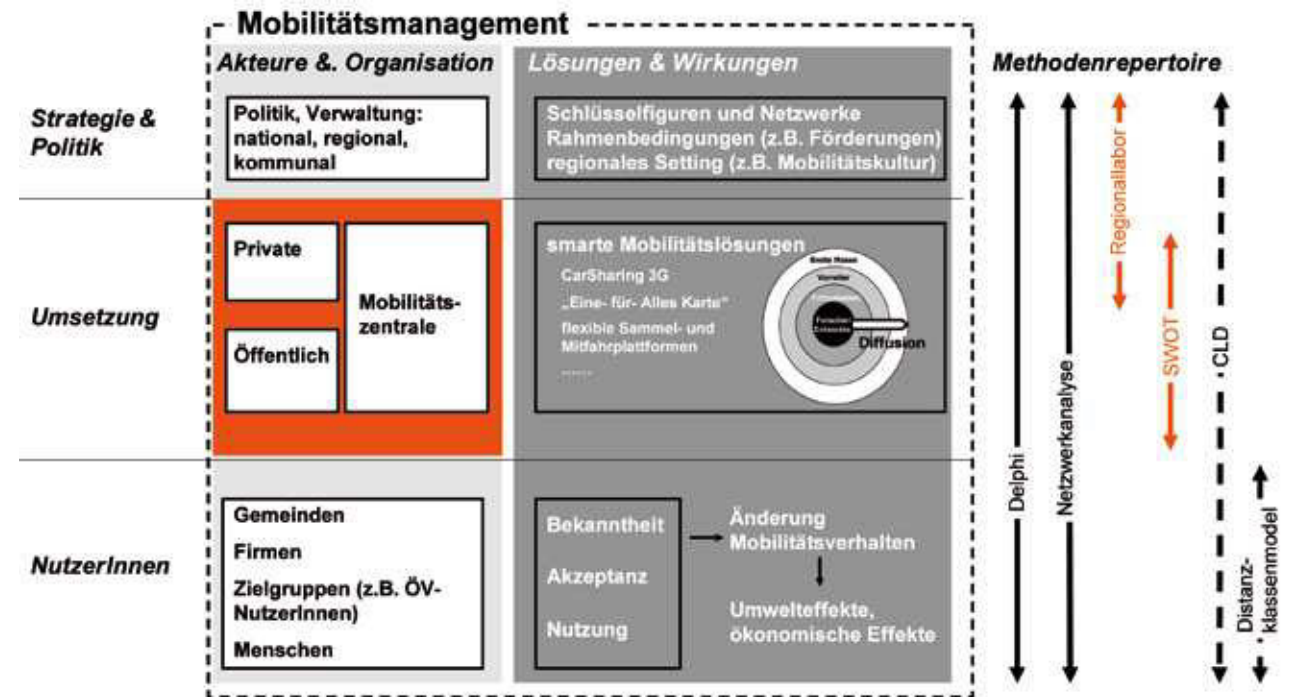 Mobilitätsmanagement
Akteure &. Organisation
Lösungen & Wirkungen
Methodenrepertoire
Strategie &
Politik
Politik, Verwaltung:
national, regional,
kommunal
Schlüsselfiguren und Netzwerke
Rahmenbedingungen (z.B. Förderungen)
regionales Setting (z.B. Mobilitätskultur)
Umsetzung
Private
Öffentlich
Mobilitäts-
zentrale
smarte Mobilitätslösungen
CarSharing 3G
„Eine- für- Alles Karte“
flexible Sammel- und
Mitfahrplattformen
......
Breite Masse
Vorreiter
Diffusion
NutzerInnen
Gemeinden
Firmen
Zielgruppen (z.B. ÖV-
NutzerInnen)
Menschen
Bekanntheit
Akzeptanz
Nutzung
Änderung
Mobilitätsverhalten
Umwelteffekte,
ökonomische Effekte
Delphi
Netzwerkanalyse
Regionallabor
SWOT
CLD
Distanz-
klassenmodel